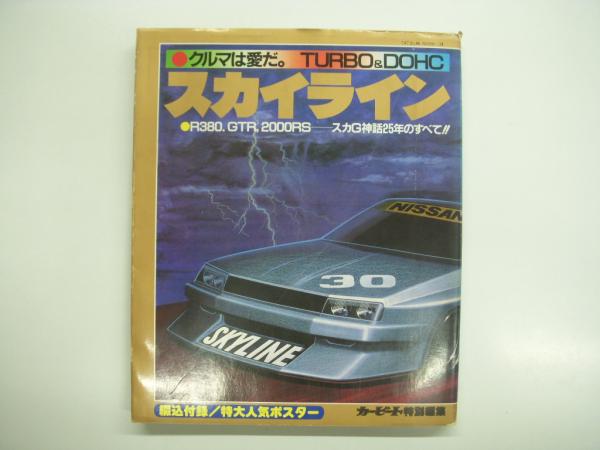 ●クルマは愛だ。 TURBO&DOHC
スカイライン
●R380.GTR.2000RS──スカG神話25年のすべて!!
NISSAN
30
SKYLINE
綴込付録/特大人気ポスター
カービート・特別編集